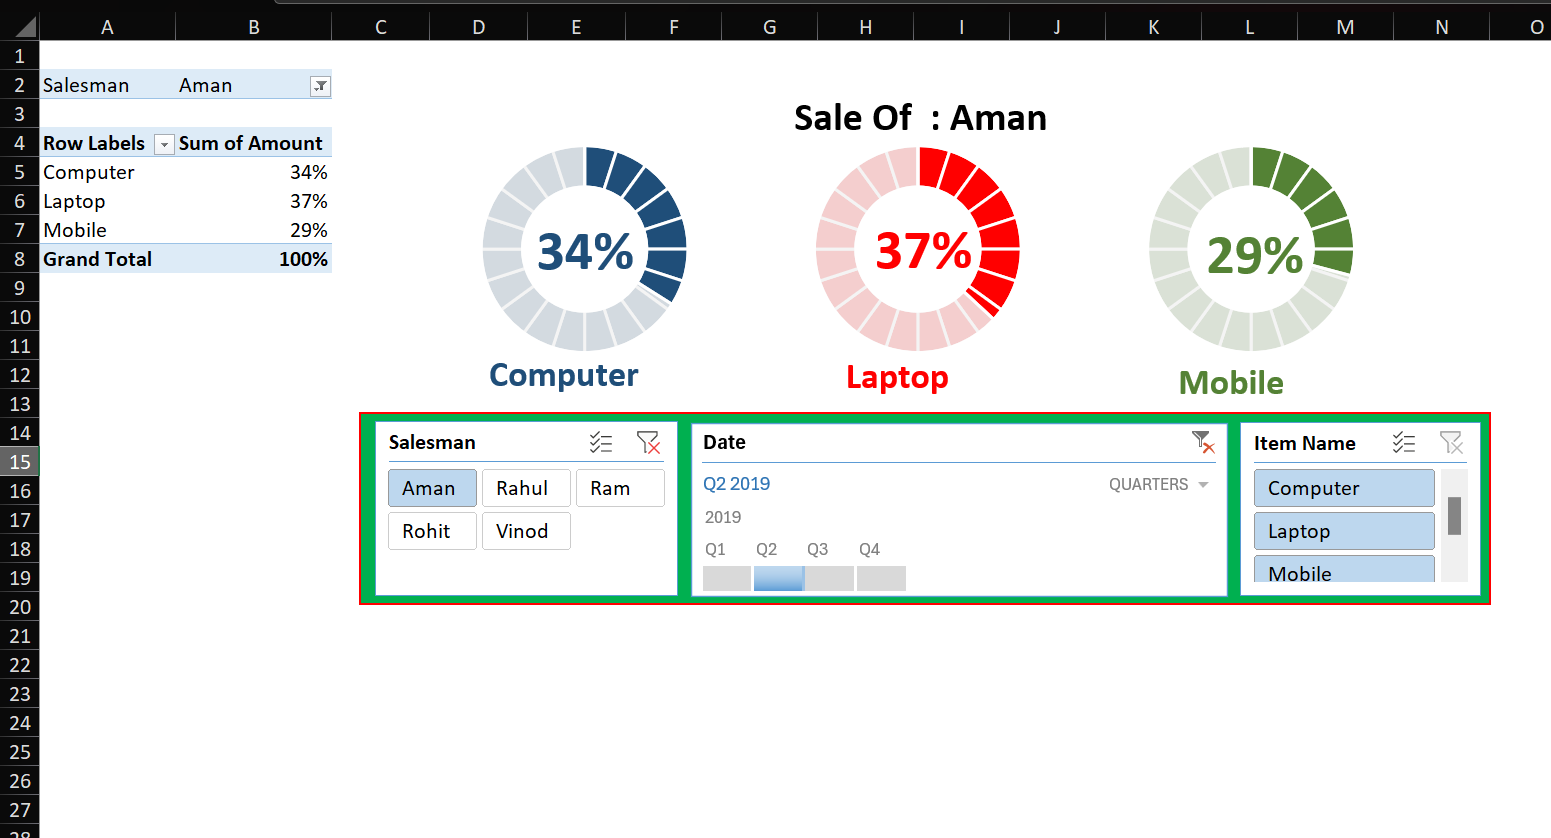 A B C D E F G H I J K L M N O
1
2 Salesman Aman
3
4 Row Labels Sum of Amount
5 Computer 34%
6 Laptop 37%
7 Mobile 29%
8 Grand Total 100%
9
10
11
12
13
14
15
16
17
18
19
20
21
22
23
24
25
26
27
28
Sale Of : Aman
34% 37% 29%
Computer Laptop Mobile
Salesman
Aman Rahul Ram
Rohit Vinod
Date
Q2 2019 QUARTERS
2019
Q1 Q2 Q3 Q4
Item Name
Computer
Laptop
Mobile